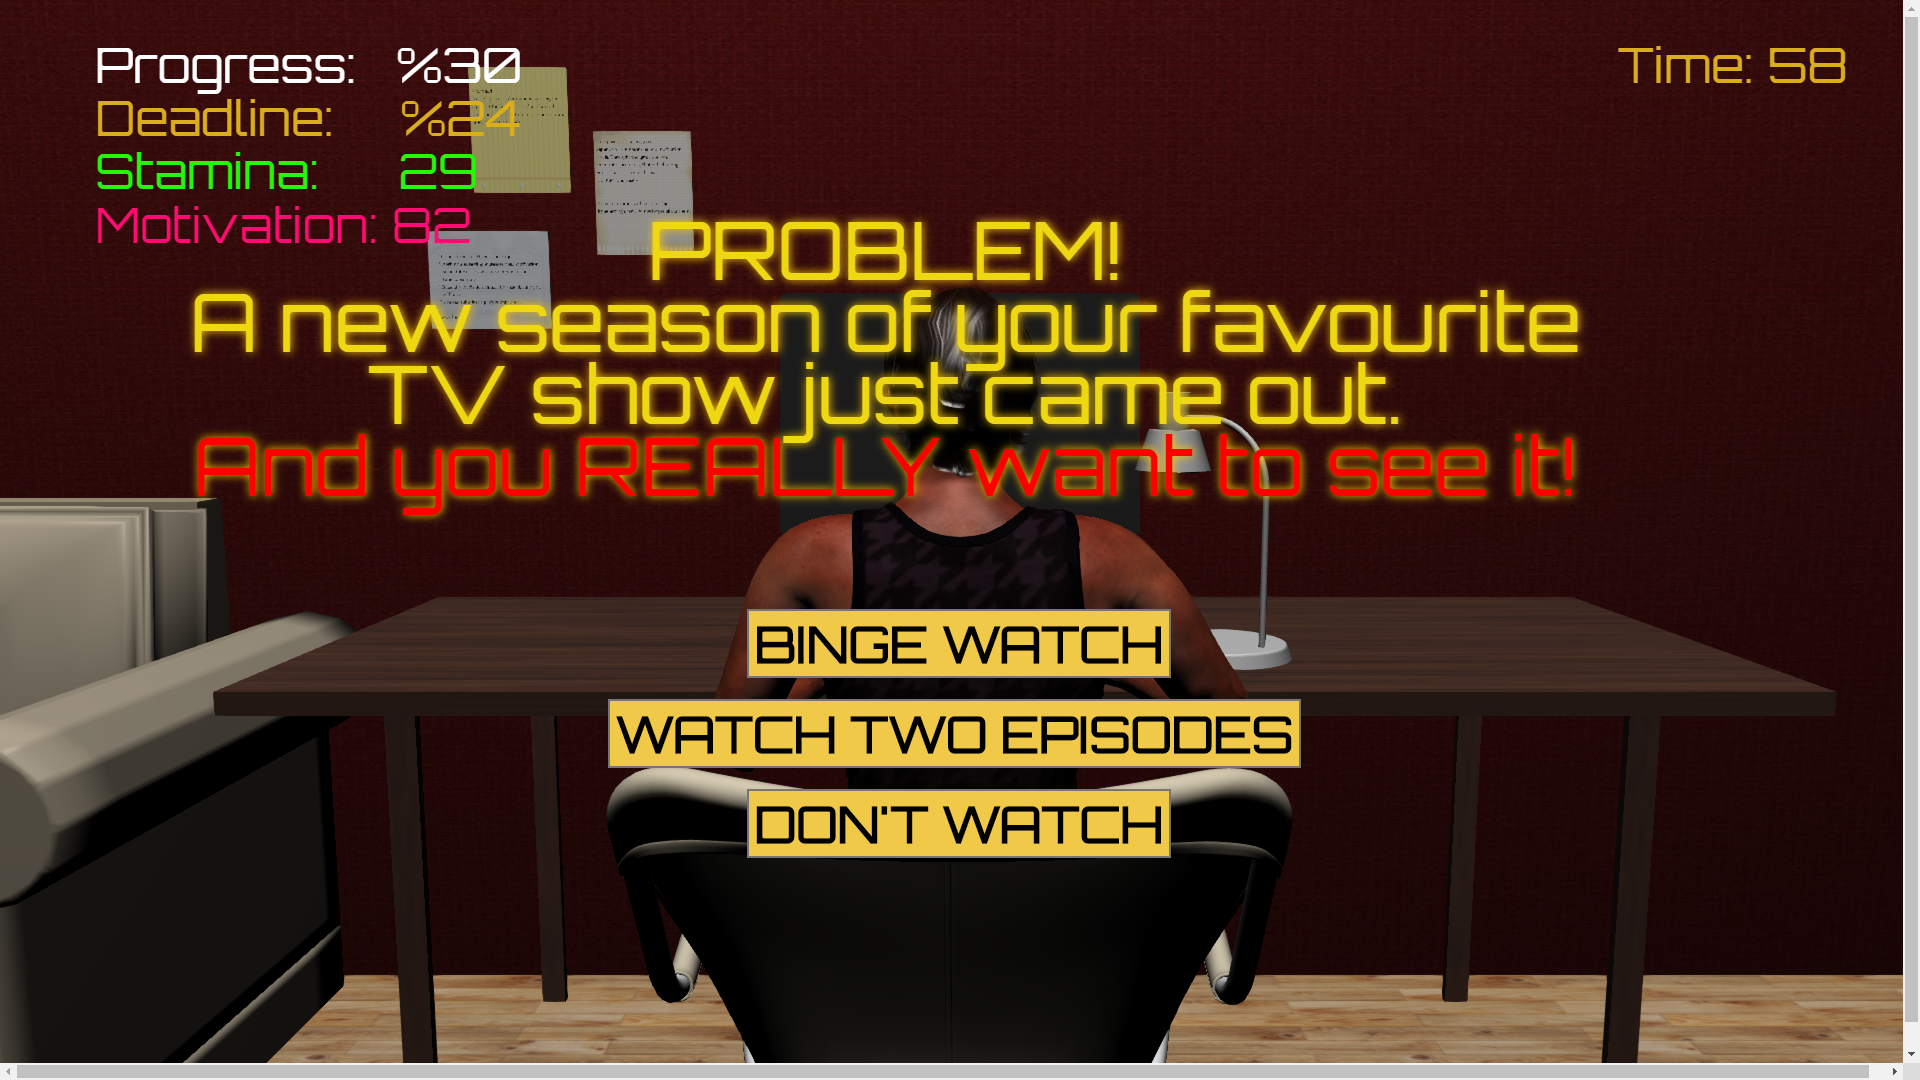 Progress: %30
Deadline: %24
Stamina: 29
Motivation: 82
Time: 58
PROBLEM!
A new season of your favourite
TV show just came out.
And you REALLY want to see it!
BINGE WATCH
WATCH TWO EPISODES
DON'T WATCH